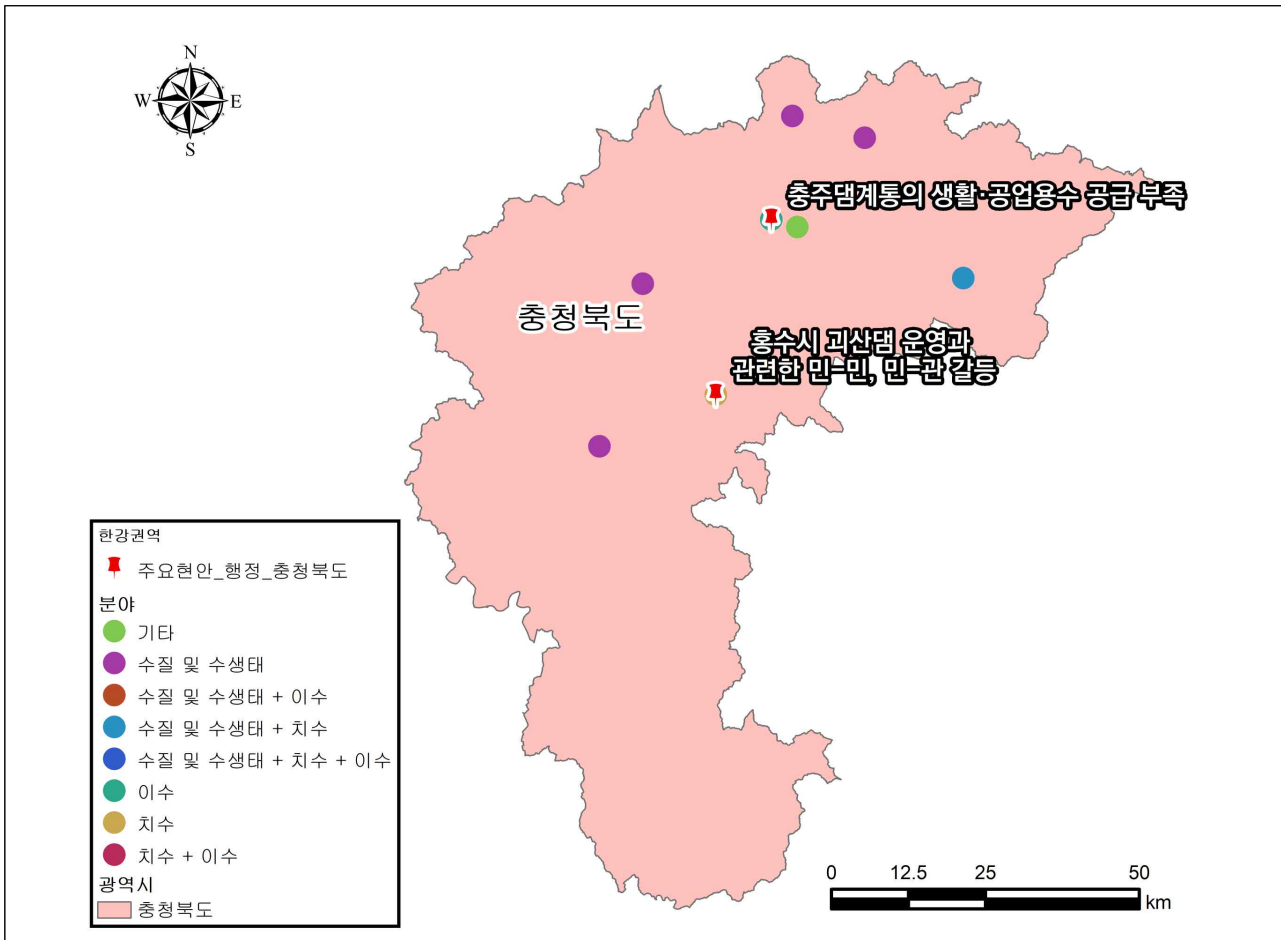 N
W
E
S
충주댐계통의 생활·공업용수 공급 부족
충청북도
홍수시 괴산댐 운영과
관련한 민-민, 민-관 갈등
한강권역
주요현안_행정_충청북도
분야
기타
수질 및 수생태
수질 및 수생태 + 이수
수질 및 수생태 + 치수
수질 및 수생태 + 치수 + 이수
이수
치수
치수 + 이수
광역시
충청북도
0 12.5 25 50
km